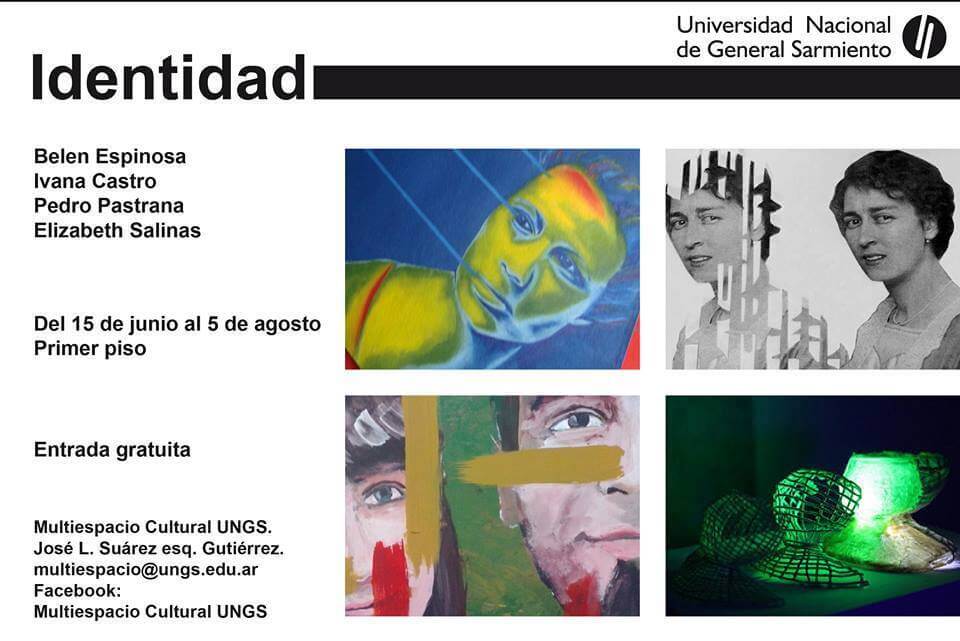 Universidad Nacional
de General Sarmiento
Identidad
Belen Espinosa
Ivana Castro
Pedro Pastrana
Elizabeth Salinas
Del 15 de junio al 5 de agosto
Primer piso
Entrada gratuita
Multiespacio Cultural UNGS.
José L. Suárez esq. Gutiérrez.
multiespacio@ungs.edu.ar
Facebook:
Multiespacio Cultural UNGS